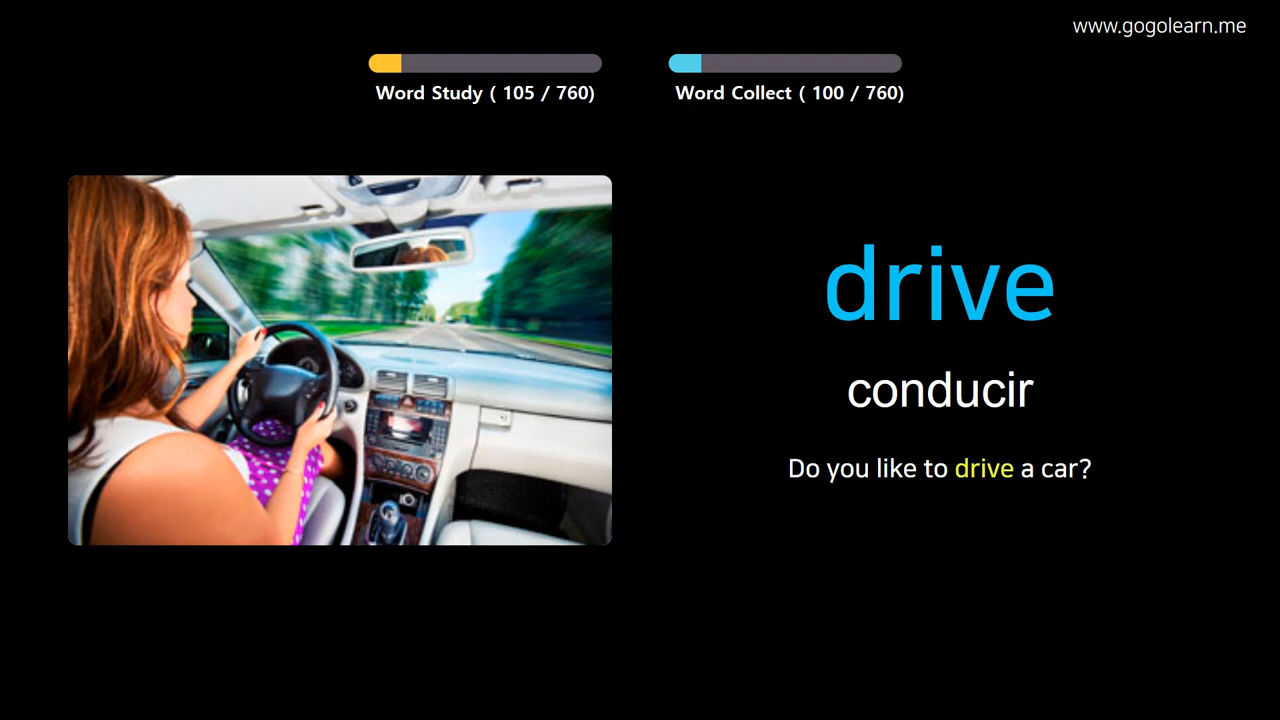 www.gogolearn.me
Word Study ( 105 / 760)
Word Collect ( 100 / 760)
drive
conducir
Do you like to drive a car?